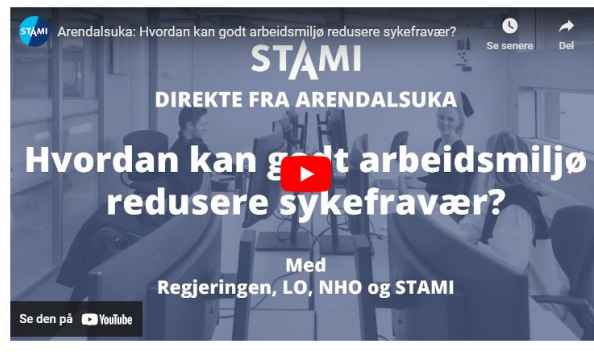 STAMI
Arendalsuka: Hvordan kan godt arbeidsmiljø redusere sykefravær?
Se senere
Del
STAMI
DIREKTE FRA ARENDALSUKA
Hvordan kan godt arbeidsmiljø
redusere sykefravær?
Med
Regjeringen, LO, NHO og STAMI
Se den på YouTube